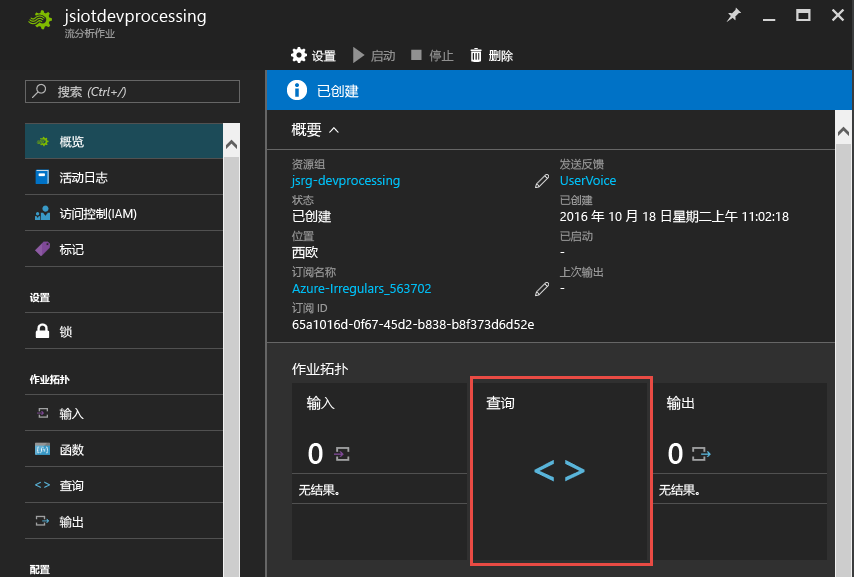 jsiotdevprocessing
流分析作业
设置 启动 停止 删除
搜索 (Ctrl+/)
概览
活动日志
访问控制(IAM)
标记
设置
锁
作业拓扑
输入
函数
查询
输出
配置
已创建
概要
资源组
jsrg-devprocessing
状态
已创建
位置
西欧
订阅名称
Azure-Irregulars_563702
订阅 ID
65a1016d-0f67-45d2-b838-b8f373d6d52e
发送反馈
UserVoice
已创建
2016 年 10 月 18 日星期二上午 11:02:18
已启动
-
上次输出
-
作业拓扑
输入
0
无结果。
查询
< >
输出
0
无结果。